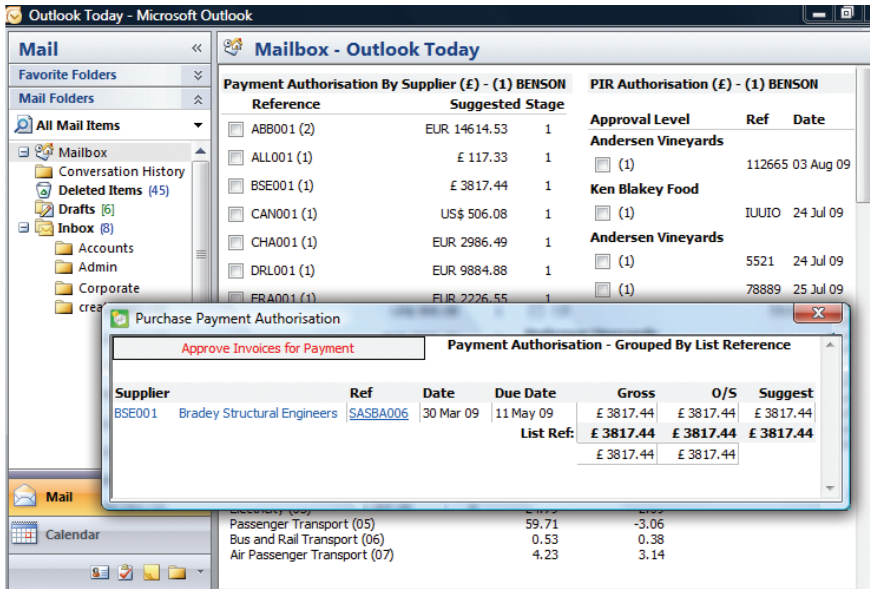 Outlook Today - Microsoft Outlook
Mail «
Favorite Folders
Mail Folders
All Mail Items
Mailbox
Conversation History
Deleted Items (45)
Drafts [6]
Inbox (8)
Accounts
Admin
Corporate
crea
Mail
Calendar
Mailbox - Outlook Today
Payment Authorisation By Supplier (£) - (1) BENSON
Reference Suggested Stage
ABB001 (2) EUR 14614.53 1
ALL001 (1) £ 117.33 1
BSE001 (1) £ 3817.44 1
CAN001 (1) US$ 506.08 1
CHA001 (1) EUR 2986.49 1
DRL001 (1) EUR 9884.88 1
ERA001 (1) EUR 2226.55 1
PIR Authorisation (£) - (1) BENSON
Approval Level Ref Date
Andersen Vineyards
(1) 112665 03 Aug 09
Ken Blakey Food
(1) IUUIO 24 Jul 09
Andersen Vineyards
(1) 5521 24 Jul 09
(1) 78889 25 Jul 09
Purchase Payment Authorisation X
Approve Invoices for Payment Payment Authorisation - Grouped By List Reference
Supplier Ref Date Due Date Gross O/S Suggest
BSE001 Bradey Structural Engineers SASBA006 30 Mar 09 11 May 09 £ 3817.44 £ 3817.44 £ 3817.44
List Ref: £ 3817.44 £ 3817.44 £ 3817.44
£ 3817.44 £ 3817.44
Passenger Transport (05) 59.71 -3.06
Bus and Rail Transport (06) 0.53 0.38
Air Passenger Transport (07) 4.23 3.14